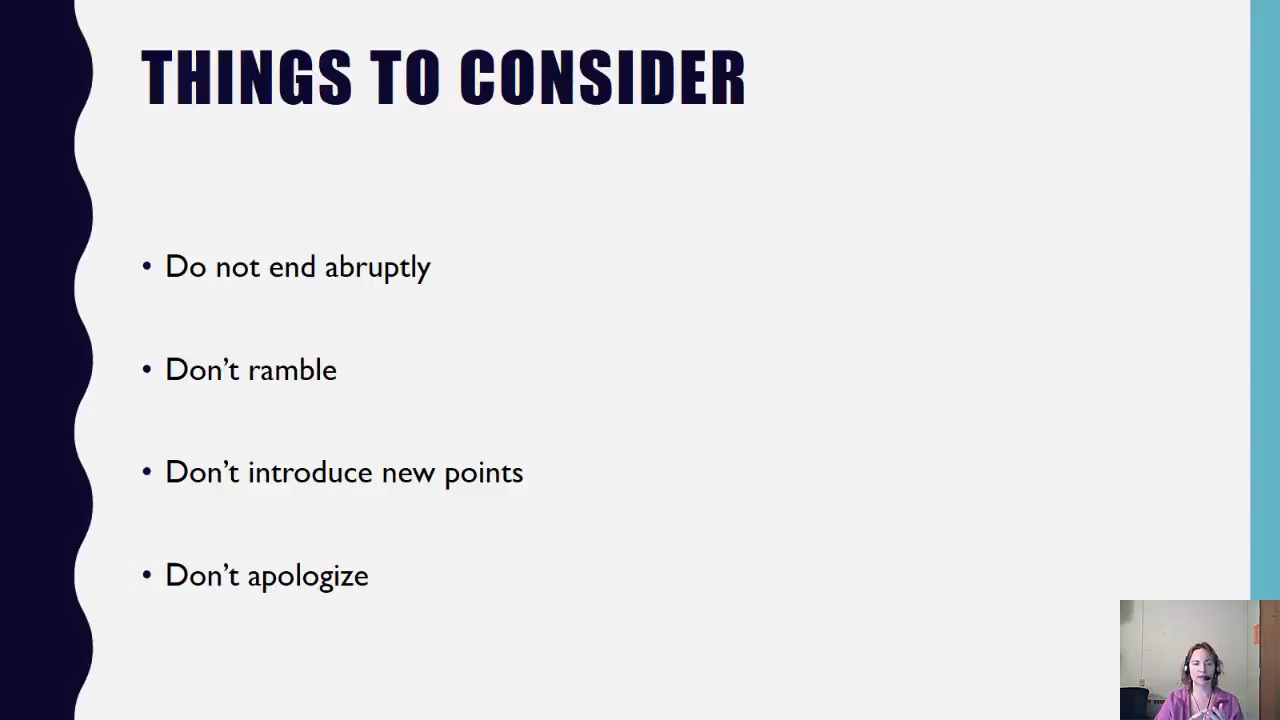 THINGS TO CONSIDER
• Do not end abruptly
• Don’t ramble
• Don’t introduce new points
• Don’t apologize